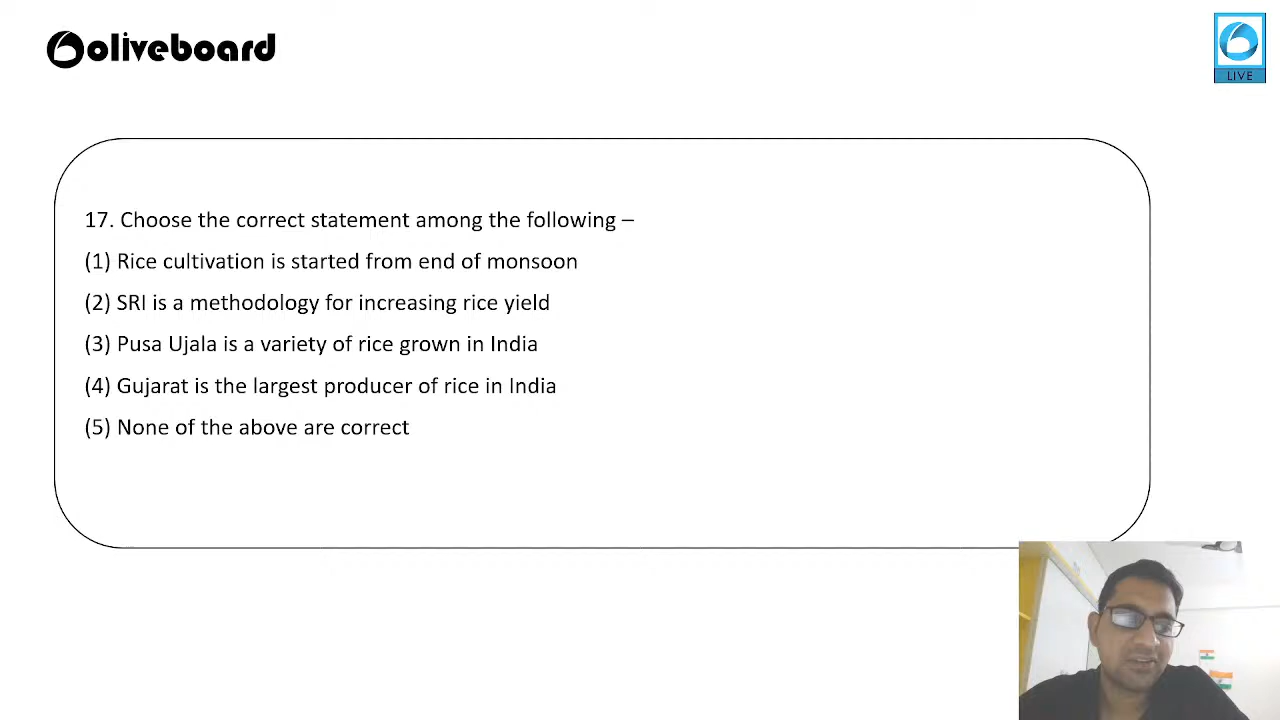 oliveboard
LIVE
17. Choose the correct statement among the following –
(1) Rice cultivation is started from end of monsoon
(2) SRI is a methodology for increasing rice yield
(3) Pusa Ujala is a variety of rice grown in India
(4) Gujarat is the largest producer of rice in India
(5) None of the above are correct